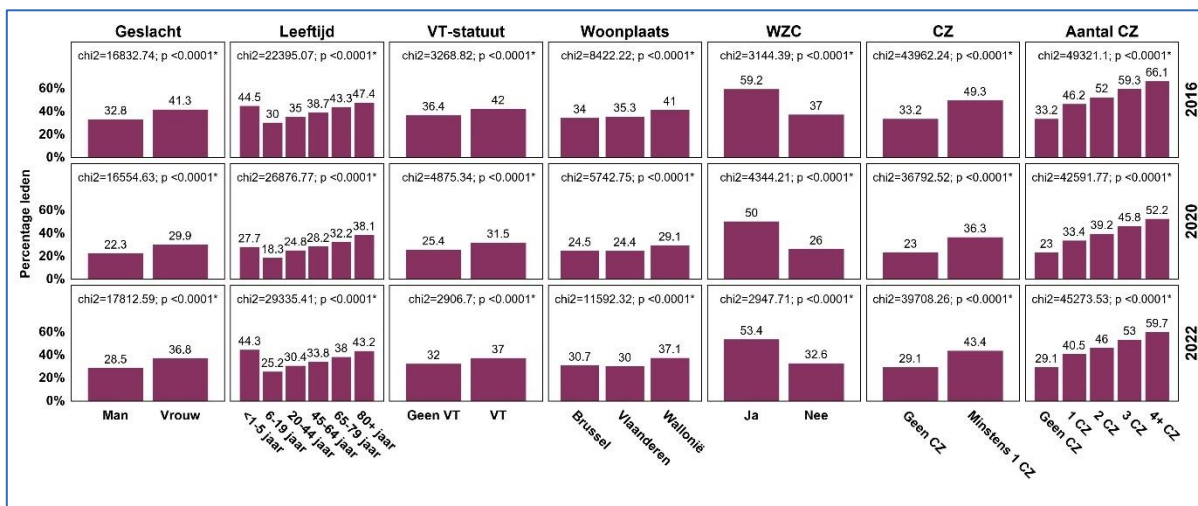 Geslacht Leeftijd VT-statuut Woonplaats WZC CZ Aantal CZ
chi2=16832.74; p <0.0001* chi2=22395.07; p <0.0001* chi2=3268.82; p <0.0001* chi2=8422.22; p <0.0001* chi2=3144.39; p <0.0001* chi2=43962.24; p <0.0001* chi2=49321.1; p <0.0001*
60%
40%
20%
0%
32.8 41.3
44.5 30 35 38.7 43.3 47.4
36.4 42
34 35.3 41
59.2 37
33.2 49.3
33.2 46.2 52 59.3 66.1
2016
chi2=16554.63; p <0.0001* chi2=26876.77; p <0.0001* chi2=4875.34; p <0.0001* chi2=5742.75; p <0.0001* chi2=4344.21; p <0.0001* chi2=36792.52; p <0.0001* chi2=42591.77; p <0.0001*
Percentage leden
60%
40%
20%
0%
22.3 29.9
27.7 18.3 24.8 28.2 32.2 38.1
25.4 31.5
24.5 24.4 29.1
50 26
23 36.3
23 33.4 39.2 45.8 52.2
2020
chi2=17812.59; p <0.0001* chi2=29335.41; p <0.0001* chi2=2906.7; p <0.0001* chi2=11592.32; p <0.0001* chi2=2947.71; p <0.0001* chi2=39708.26; p <0.0001* chi2=45273.53; p <0.0001*
60%
40%
20%
0%
28.5 36.8
44.3 25.2 30.4 33.8 38 43.2
32 37
30.7 30 37.1
53.4 32.6
29.1 43.4
29.1 40.5 46 53 59.7
2022
Man Vrouw
<1-5 jaar 6-19 jaar 20-44 jaar 45-64 jaar 65-79 jaar 80+ jaar
Geen VT VT
Brussel Vlaanderen Wallonië
Ja Nee
Geen CZ Minstens 1 CZ
Geen CZ 1 CZ 2 CZ 3 CZ 4+ CZ